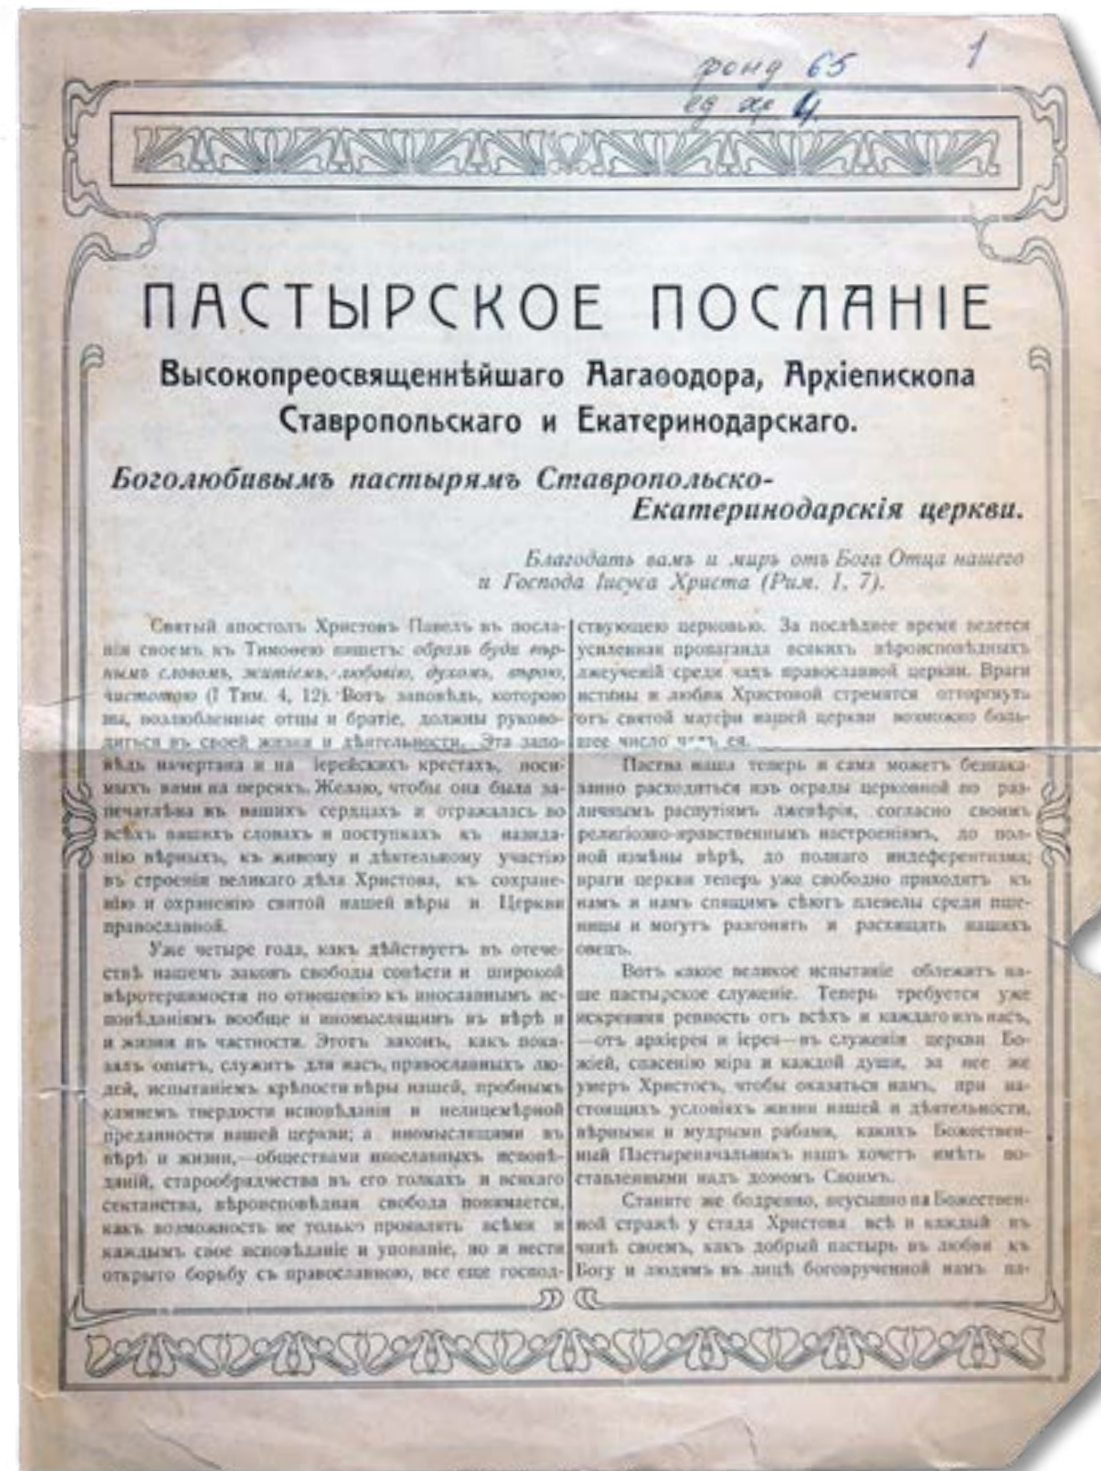 фонд 65
1
ед. хр. 4.
ПАСТЫРСКОЕ ПОСЛАНІЕ
Высокопреосвященнѣйшаго Аагаѳодора, Архіепископа
Ставропольскаго и Екатеринодарскаго.
Боголюбивымъ пастырямъ Ставропольско-
Екатеринодарскія церкви.
Благодать вамъ и миръ отъ Бога Отца нашего
и Господа Іисуса Христа (Рим. 1, 7).
Святый апостолъ Христовъ Павелъ въ посла-
ніи своемъ къ Тимоѳею пишетъ: образъ буди вѣр-
нымъ словомъ, житіемъ, любовію, духомъ, вѣрою,
чистотою (I Тим. 4, 12). Вотъ заповѣдь, которою
вы, возлюбленные отцы и братіе, должны руково-
диться въ своей жизни и дѣятельности. Эта запо-
вѣдь начертана и на іерейскихъ крестахъ, носи-
мыхъ вами на персяхъ. Желаю, чтобы она была за-
печатлѣна въ вашихъ сердцахъ и отражалась во
всѣхъ вашихъ словахъ и поступкахъ къ назида-
нію вѣрныхъ, къ живому и дѣятельному участію
въ строеніи великаго дѣла Христова, къ сохране-
нію и охраненію святой нашей вѣры и Церкви
православной.
Уже четыре года, какъ дѣйствуетъ въ отече-
ствѣ нашемъ законъ свободы совѣсти и широкой
вѣротерпимости по отношенію къ инославнымъ ис-
повѣданіямъ вообще и иномыслящимъ въ вѣрѣ и
и жизни въ частности. Этотъ законъ, какъ пока-
залъ опытъ, служитъ для насъ, православныхъ лю-
дей, испытаніемъ крѣпости вѣры нашей, пробнымъ
камнемъ твердости исповѣданія и нелицемѣрной
преданности нашей церкви; а иномыслящими въ
вѣрѣ и жизни,—обществами инославныхъ исповѣ-
даній, старообрядчества въ его толкахъ и всякаго
сектанства, вѣроисповѣдная свобода понимается,
какъ возможность не только проявлять всѣми и
каждымъ свое исповѣданіе и упованіе, но и вести
открыто борьбу съ православною, все еще господ-
ствующею церковью. За послѣднее время ведется
усиленная пропаганда всякихъ вѣроисповѣдныхъ
лжеученій среди чадъ православной церкви. Враги
истины и любви Христовой стремятся отторгнуть
отъ святой матери нашей церкви возможно боль-
шее число чадъ ея.
Паства наша теперь и сама можетъ безнака-
занно расходиться изъ ограды церковной по раз-
личнымъ распутіямъ лжевѣрія, согласно своимъ
религіозно-нравственнымъ настроеніямъ, до пол-
ной измѣны вѣрѣ, до полнаго индеферентизма;
враги церкви теперь уже свободно приходятъ къ
намъ и намъ спящимъ сѣютъ плевелы среди пше-
ницы и могутъ разгонять и расхищать нашихъ
овецъ.
Вотъ какое великое испытаніе облежитъ на-
ше пастырское служеніе. Теперь требуется уже
искренняя ревность отъ всѣхъ и каждаго изъ насъ,
—отъ архіерея и іерея—въ служеніи церкви Бо-
жіей, спасенію міра и каждой души, за нее же
умеръ Христосъ, чтобы оказаться намъ, при на-
стоящихъ условіяхъ жизни нашей и дѣятельности,
вѣрными и мудрыми рабами, какихъ Божествен-
ный Пастыреначальникъ нашъ хочетъ имѣть по-
ставленными надъ домомъ Своимъ.
Станите же бодренно, неусыпно на Божествен-
ной стражѣ у стада Христова всѣ и каждый въ
чинѣ своемъ, какъ добрый пастырь въ любви къ
Богу и людямъ въ лицѣ боговрученной намъ па-